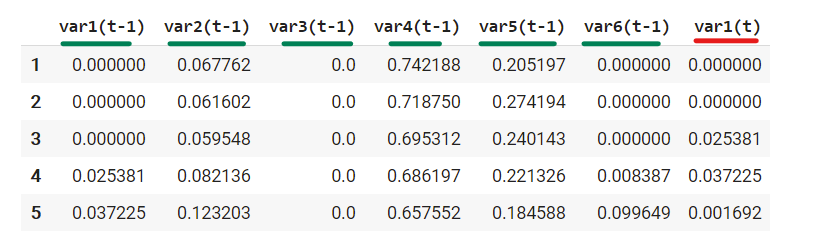 var1(t-1) var2(t-1) var3(t-1) var4(t-1) var5(t-1) var6(t-1) var1(t)
1 0.000000 0.067762 0.0 0.742188 0.205197 0.000000 0.000000
2 0.000000 0.061602 0.0 0.718750 0.274194 0.000000 0.000000
3 0.000000 0.059548 0.0 0.695312 0.240143 0.000000 0.025381
4 0.025381 0.082136 0.0 0.686197 0.221326 0.008387 0.037225
5 0.037225 0.123203 0.0 0.657552 0.184588 0.099649 0.001692